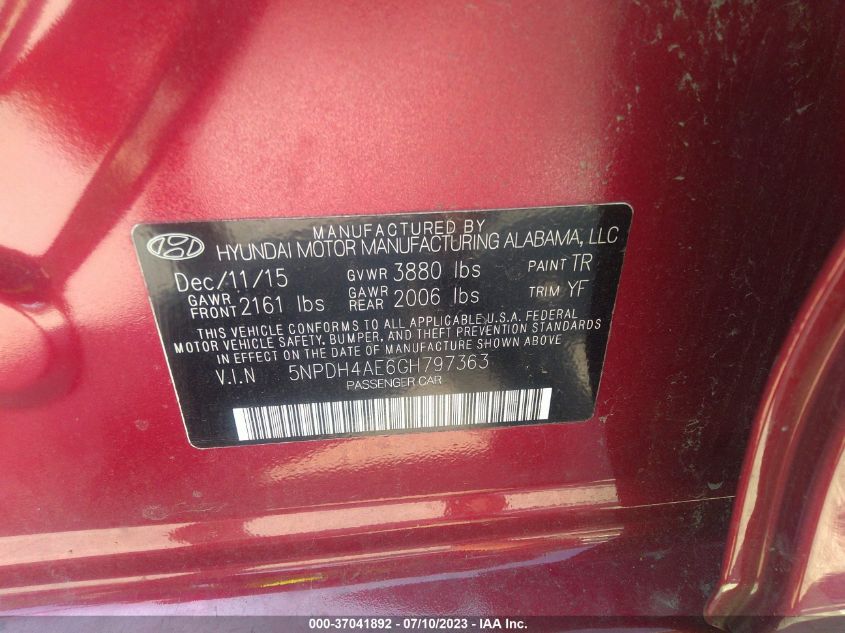 MANUFACTURED BY
HYUNDAI MOTOR MANUFACTURING ALABAMA, LLC
Dec/11/15 GVWR 3880 lbs PAINT TR
GAWR FRONT 2161 lbs GAWR REAR 2006 lbs TRIM YF
THIS VEHICLE CONFORMS TO ALL APPLICABLE U.S.A. FEDERAL
MOTOR VEHICLE SAFETY, BUMPER, AND THEFT PREVENTION STANDARDS
IN EFFECT ON THE DATE OF MANUFACTURE SHOWN ABOVE
V.I.N 5NPDH4AE6GH797363
PASSENGER CAR
000-37041892 - 07/10/2023 - IAA Inc.